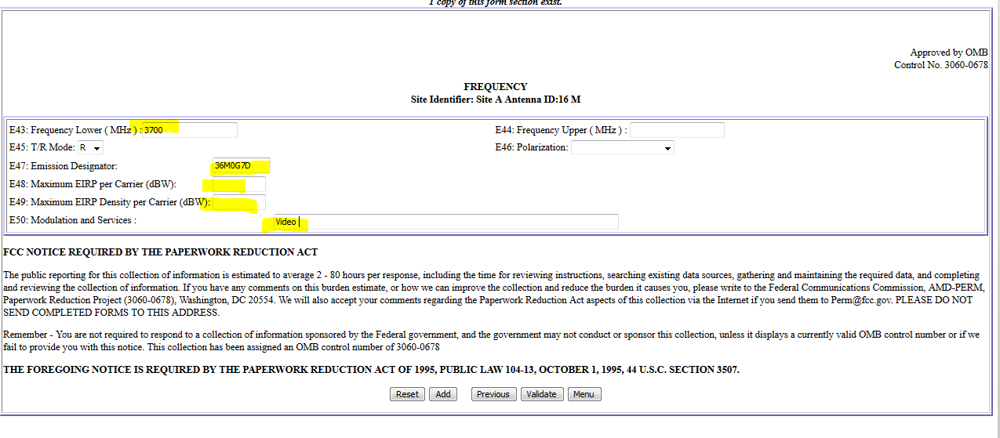 1 copy of this form section exist.
Approved by OMB
Control No. 3060-0678
FREQUENCY
Site Identifier: Site A Antenna ID:16 M
E43: Frequency Lower ( MHz ) : 3700
E44: Frequency Upper ( MHz ) :
E45: T/R Mode: R
E46: Polarization:
E47: Emission Designator: 36M0G7D
E48: Maximum EIRP per Carrier (dBW):
E49: Maximum EIRP Density per Carrier (dBW):
E50: Modulation and Services : Video
FCC NOTICE REQUIRED BY THE PAPERWORK REDUCTION ACT
The public reporting for this collection of information is estimated to average 2 - 80 hours per response, including the time for reviewing instructions, searching existing data sources, gathering and maintaining the required data, and completing
and reviewing the collection of information. If you have any comments on this burden estimate, or how we can improve the collection and reduce the burden it causes you, please write to the Federal Communications Commission, AMD-PERM,
Paperwork Reduction Project (3060-0678), Washington, DC 20554. We will also accept your comments regarding the Paperwork Reduction Act aspects of this collection via the Internet if you send them to Perm@fcc.gov. PLEASE DO NOT
SEND COMPLETED FORMS TO THIS ADDRESS.
Remember - You are not required to respond to a collection of information sponsored by the Federal government, and the government may not conduct or sponsor this collection, unless it displays a currently valid OMB control number or if we
fail to provide you with this notice. This collection has been assigned an OMB control number of 3060-0678
THE FOREGOING NOTICE IS REQUIRED BY THE PAPERWORK REDUCTION ACT OF 1995, PUBLIC LAW 104-13, OCTOBER 1, 1995, 44 U.S.C. SECTION 3507.
Reset Add Previous Validate Menu